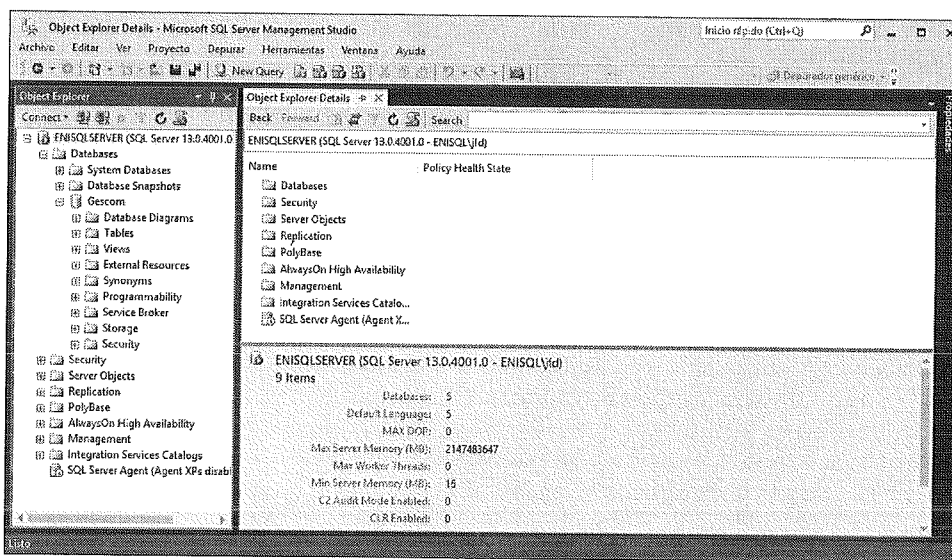 Object Explorer Details - Microsoft SQL Server Management Studio
Inicio rápido (Ctrl+Q)
Archivo Editar Ver Proyecto Depurar Herramientas Ventana Ayuda
New Query
Depurador genérico
Object Explorer
Connect
ENISQLSERVER (SQL Server 13.0.4001.0
Databases
System Databases
Database Snapshots
Gescom
Database Diagrams
Tables
Views
External Resources
Synonyms
Programmability
Service Broker
Storage
Security
Security
Server Objects
Replication
PolyBase
AlwaysOn High Availability
Management
Integration Services Catalogs
SQL Server Agent (Agent XPs disabl
Object Explorer Details
Back Forward Search
ENISQLSERVER (SQL Server 13.0.4001.0 - ENISQL\jfd)
Name Policy Health State
Databases
Security
Server Objects
Replication
PolyBase
AlwaysOn High Availability
Management
Integration Services Catalo...
SQL Server Agent (Agent X...
ENISQLSERVER (SQL Server 13.0.4001.0 - ENISQL\jfd)
9 Items
Databases: 5
Default Language: 5
MAX DOP: 0
Max Server Memory (MB): 2147483647
Max Worker Threads: 0
Min Server Memory (MB): 16
C2 Audit Mode Enabled: 0
CLR Enabled: 0
Listo